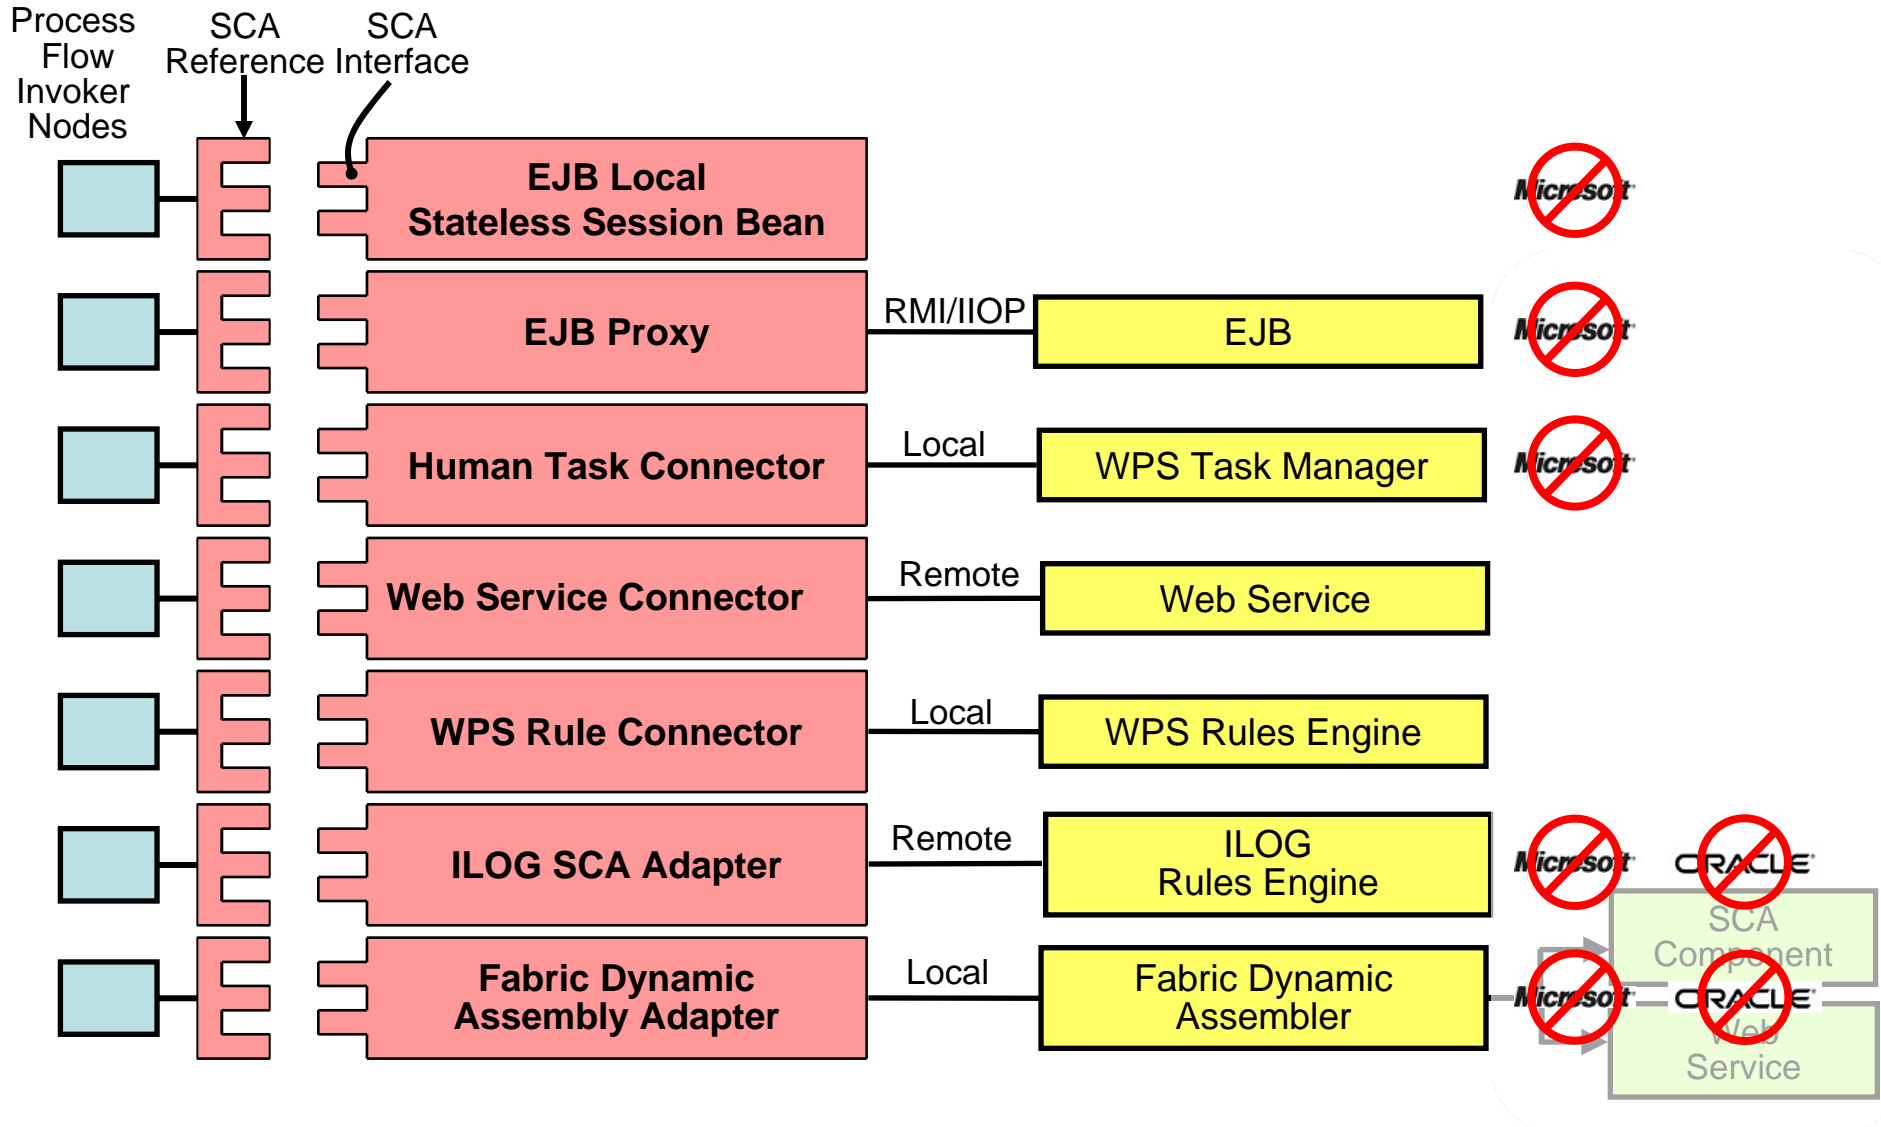 Process
Flow
Invoker
Nodes
SCA
Reference
SCA
Interface
EJB Local
Stateless Session Bean
Microsoft
EJB Proxy
RMI/IIOP
EJB
Microsoft
Human Task Connector
Local
WPS Task Manager
Microsoft
Web Service Connector
Remote
Web Service
WPS Rule Connector
Local
WPS Rules Engine
ILOG SCA Adapter
Remote
ILOG
Rules Engine
Microsoft
ORACLE
SCA
Component
Fabric Dynamic
Assembly Adapter
Local
Fabric Dynamic
Assembler
Microsoft
ORACLE
Web
Service